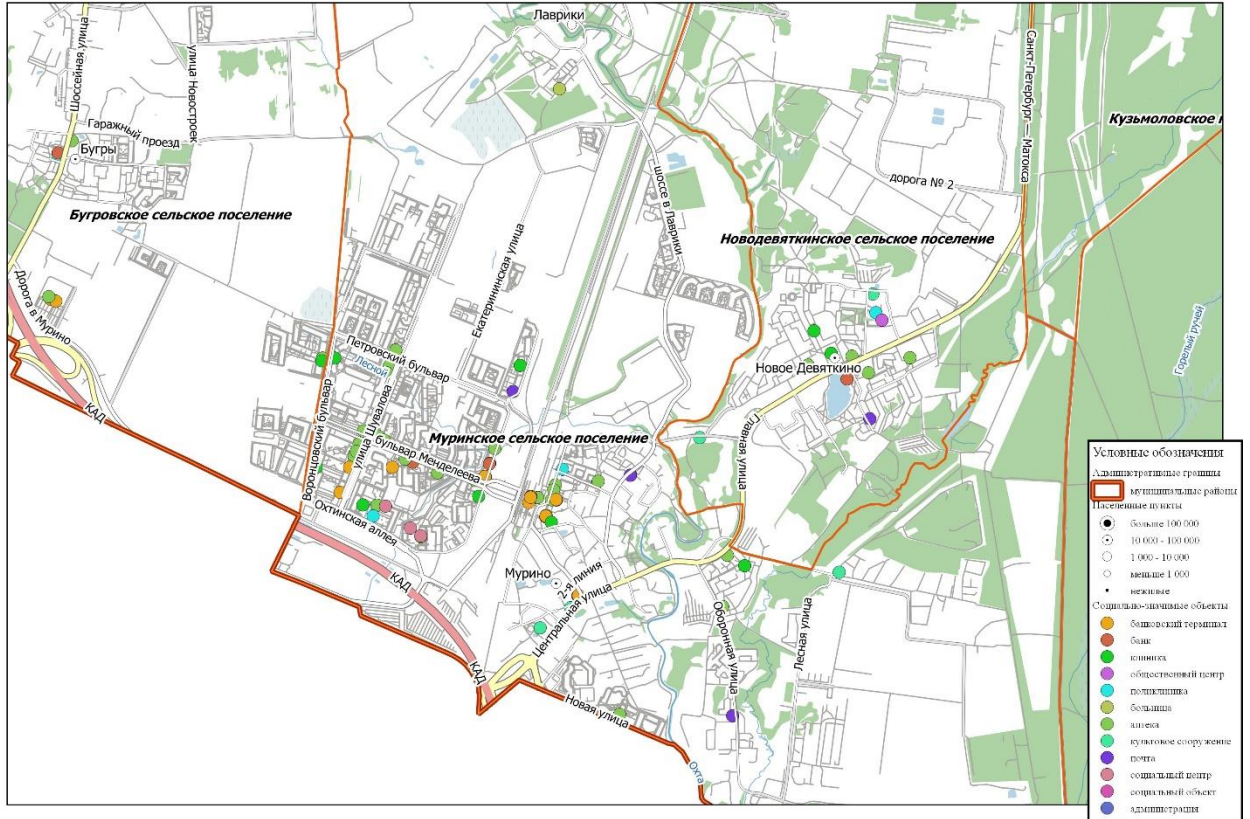 Лаврики
Шоссейная улица
улица Новостроек
Гаражный проезд
Бугры
Санкт-Петербург — Матокса
Кузьмоловское
дорога № 2
шоссе в Лаврики
Бугровское сельское поселение
Новодевяткинское сельское поселение
Екатерининская улица
Дорога в Мурино
Горелый ручей
Петровский бульвар
Лесной
Новое Девяткино
КАД
улица Шувалова
Воронцовский бульвар
Муринское сельское поселение
бульвар Менделеева
Главная улица
Охтинская аллея
КАД
Мурино
2-я линия
Центральная улица
Оборонная улица
Лесная улица
КАД
Новая улица
Охта
Условные обозначения
Административные границы
муниципальные районы
Населенные пункты
больше 100 000
10 000 - 100 000
1 000 - 10 000
меньше 1 000
нежилые
Социально-значимые объекты
банковский терминал
банк
клиника
общественный центр
поликлиника
больница
аптека
культовое сооружение
почта
социальный центр
социальный объект
администрация